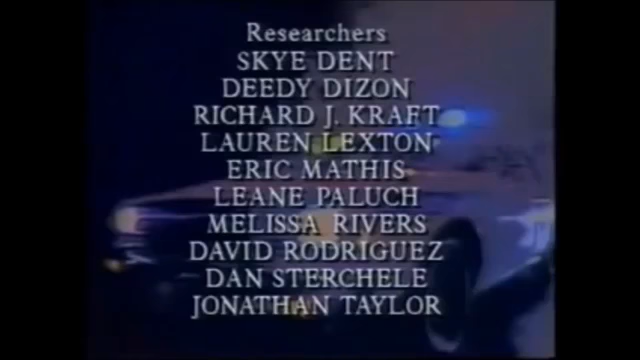 Researchers
SKYE DENT
DEEDY DIZON
RICHARD J. KRAFT
LAUREN LEXTON
ERIC MATHIS
LEANE PALUCH
MELISSA RIVERS
DAVID RODRIGUEZ
DAN STERCHELE
JONATHAN TAYLOR